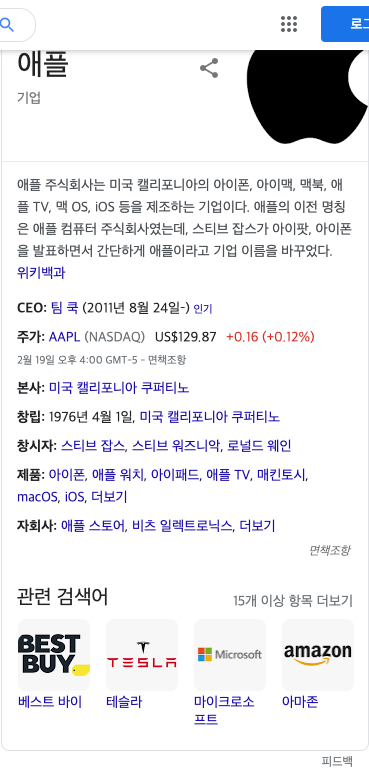 로그
애플
기업
애플 주식회사는 미국 캘리포니아의 아이폰, 아이맥, 맥북, 애
플 TV, 맥 OS, iOS 등을 제조하는 기업이다. 애플의 이전 명칭
은 애플 컴퓨터 주식회사였는데, 스티브 잡스가 아이팟, 아이폰
을 발표하면서 간단하게 애플이라고 기업 이름을 바꾸었다.
위키백과
CEO: 팀 쿡 (2011년 8월 24일-) 인기
주가: AAPL (NASDAQ) US$129.87 +0.16 (+0.12%)
2월 19일 오후 4:00 GMT-5 - 면책조항
본사: 미국 캘리포니아 쿠퍼티노
창립: 1976년 4월 1일, 미국 캘리포니아 쿠퍼티노
창시자: 스티브 잡스, 스티브 워즈니악, 로널드 웨인
제품: 아이폰, 애플 워치, 아이패드, 애플 TV, 매킨토시,
macOS, iOS, 더보기
자회사: 애플 스토어, 비츠 일렉트로닉스, 더보기
면책조항
관련 검색어 15개 이상 항목 더보기
BEST BUY TESLA Microsoft amazon
베스트 바이 테슬라 마이크로소프트 아마존
피드백